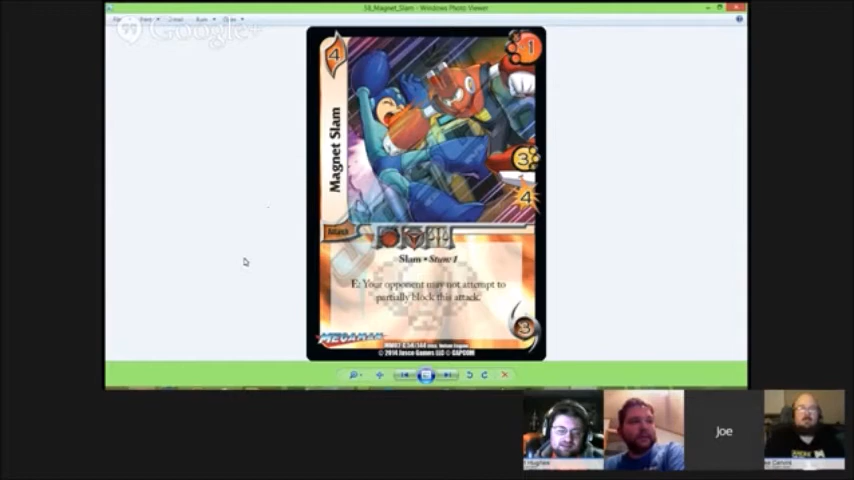 58_Magnet_Slam - Windows Photo Viewer
Google+
4
-1
Magnet Slam
3
4
Attack
Slam • Stun: 1
E: Your opponent may not attempt to
partially block this attack.
3
MEGAMAN
© 2014 Jasco Games LLC © CAPCOM
Joe